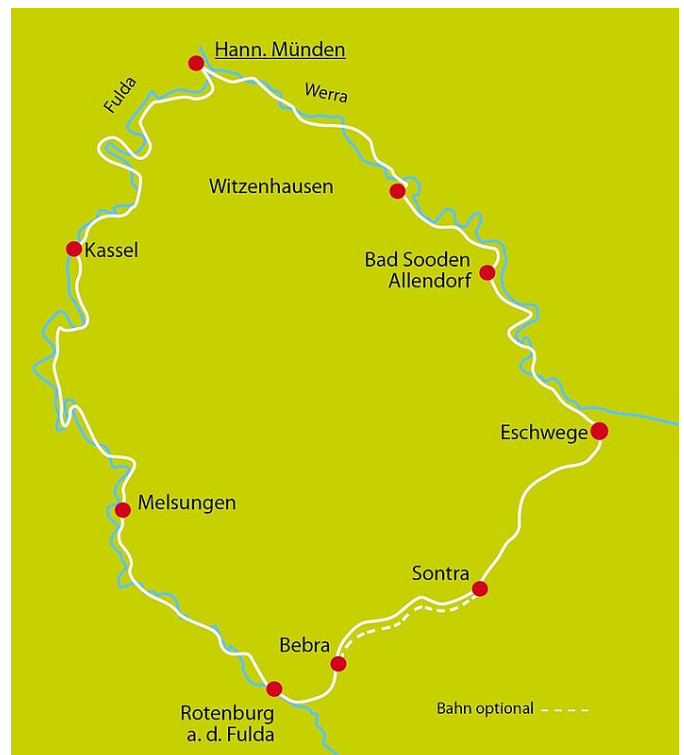 Hann. Münden
Fulda
Werra
Witzenhausen
Kassel
Bad Sooden
Allendorf
Eschwege
Melsungen
Sontra
Bebra
Rotenburg
a. d. Fulda
Bahn optional